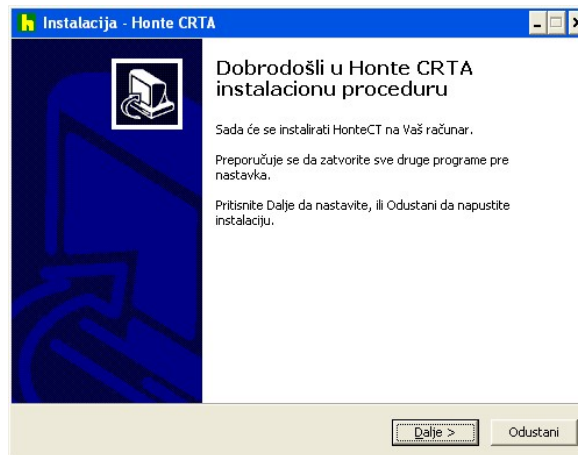 h Instalacija - Honte CRTA
Dobrodošli u Honte CRTA
instalacionu proceduru
Sada će se instalirati HonteCT na Vaš računar.
Preporučuje se da zatvorite sve druge programe pre
nastavka.
Pritisnite Dalje da nastavite, ili Odustani da napustite
instalaciju.
Dalje >
Odustani